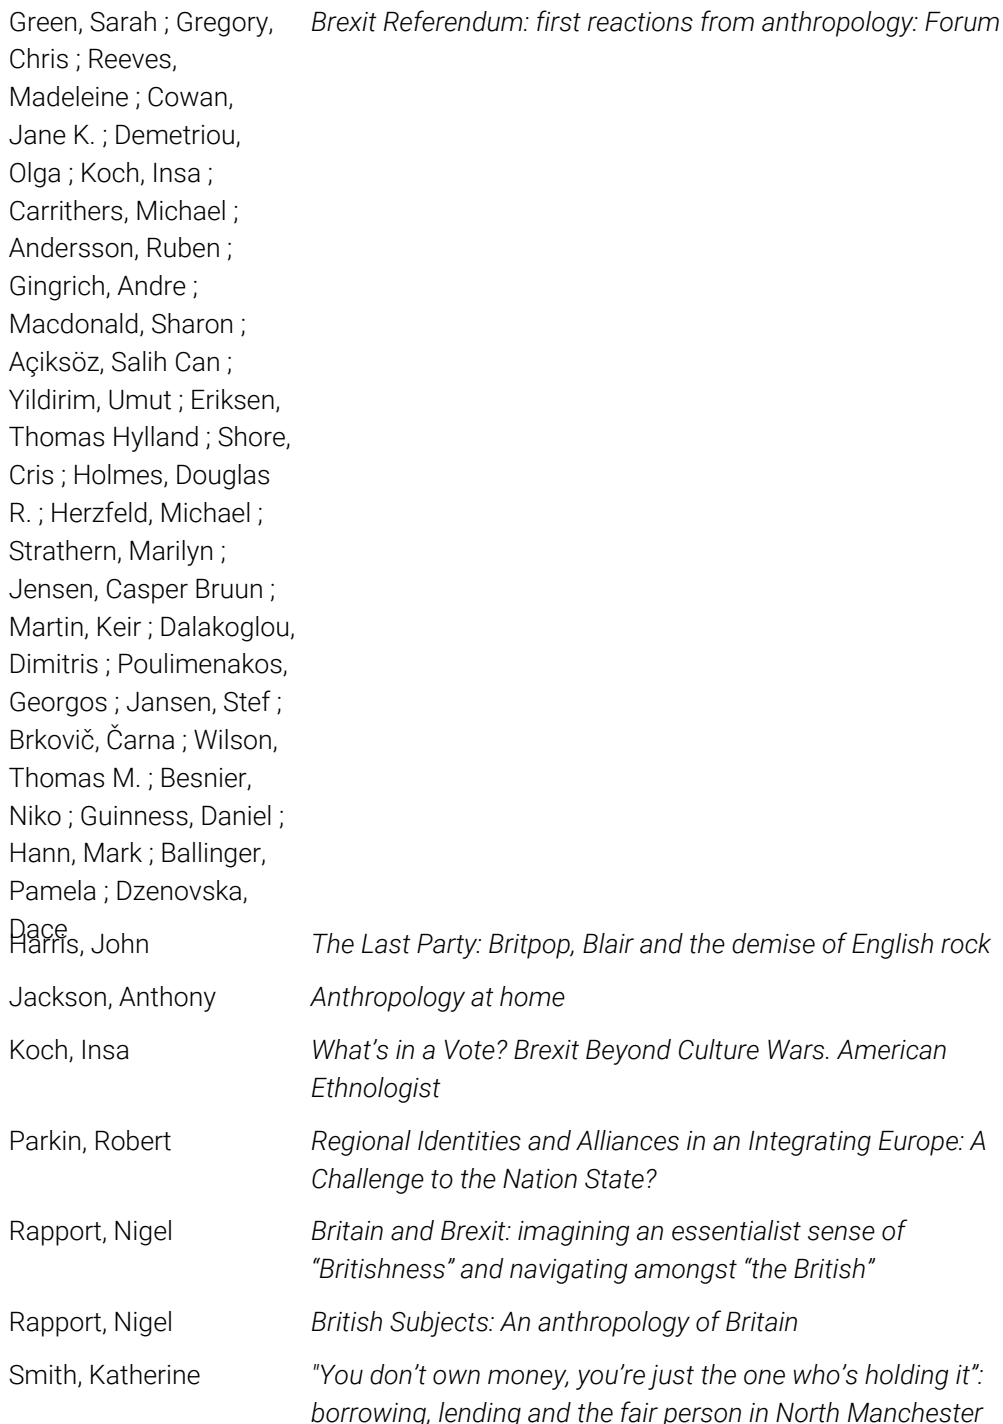 Green, Sarah ; Gregory, Brexit Referendum: first reactions from anthropology: Forum
Chris ; Reeves,
Madeleine ; Cowan,
Jane K. ; Demetriou,
Olga ; Koch, Insa ;
Carrithers, Michael ;
Andersson, Ruben ;
Gingrich, Andre ;
Macdonald, Sharon ;
Açiksöz, Salih Can ;
Yildirim, Umut ; Eriksen,
Thomas Hylland ; Shore,
Cris ; Holmes, Douglas
R. ; Herzfeld, Michael ;
Strathern, Marilyn ;
Jensen, Casper Bruun ;
Martin, Keir ; Dalakoglou,
Dimitris ; Poulimenakos,
Georgos ; Jansen, Stef ;
Brkovič, Čarna ; Wilson,
Thomas M. ; Besnier,
Niko ; Guinness, Daniel ;
Hann, Mark ; Ballinger,
Pamela ; Dzenovska,
Dace
Harris, John The Last Party: Britpop, Blair and the demise of English rock
Jackson, Anthony Anthropology at home
Koch, Insa What’s in a Vote? Brexit Beyond Culture Wars. American
Ethnologist
Parkin, Robert Regional Identities and Alliances in an Integrating Europe: A
Challenge to the Nation State?
Rapport, Nigel Britain and Brexit: imagining an essentialist sense of
“Britishness” and navigating amongst “the British”
Rapport, Nigel British Subjects: An anthropology of Britain
Smith, Katherine "You don’t own money, you’re just the one who’s holding it”:
borrowing, lending and the fair person in North Manchester